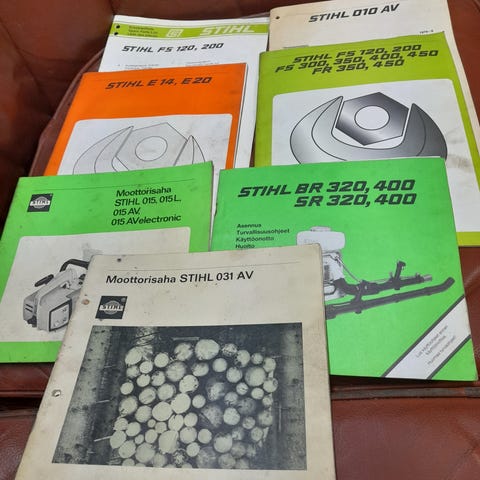 STIHL
STIHL FS 120, 200
STIHL 010 AV
STIHL E 14, E 20
STIHL FS 120, 200
FS 300, 350, 400, 450
FR 350, 450
STIHL
Moottorisaha
STIHL 015, 015 L,
015 AV,
015 AVelectronic
STIHL BR 320, 400
SR 320, 400
Asennus
Turvallisuusohjeet
Käyttöönotto
Huolto
Moottorisaha STIHL 031 AV
STIHL